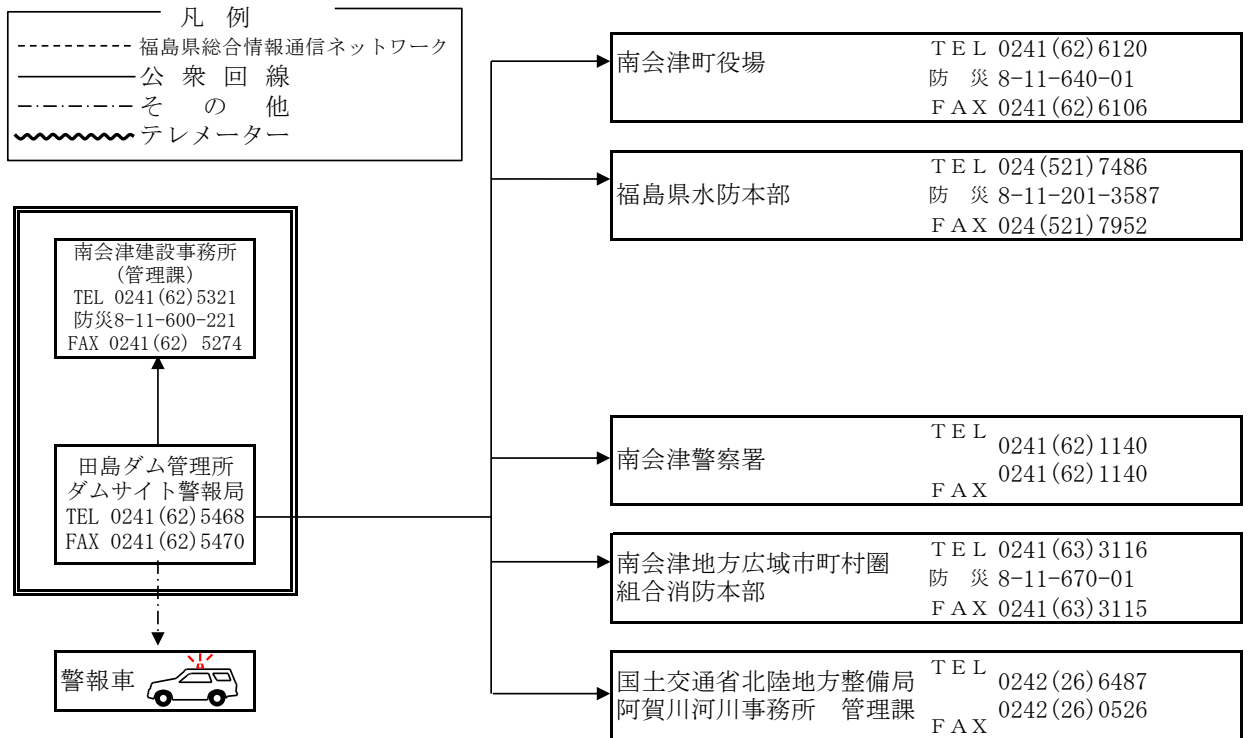 凡 例
福島県総合情報通信ネットワーク
公 衆 回 線
そ の 他
テレメーター
南会津建設事務所
(管理課)
TEL 0241(62)5321
防災8-11-600-221
FAX 0241(62) 5274
田島ダム管理所
ダムサイト警報局
TEL 0241(62)5468
FAX 0241(62)5470
警報車
南会津町役場
ＴＥＬ 0241(62)6120
防 災 8-11-640-01
ＦＡＸ 0241(62)6106
福島県水防本部
ＴＥＬ 024(521)7486
防 災 8-11-201-3587
ＦＡＸ 024(521)7952
南会津警察署
ＴＥＬ 0241(62)1140
ＦＡＸ 0241(62)1140
南会津地方広域市町村圏
組合消防本部
ＴＥＬ 0241(63)3116
防 災 8-11-670-01
ＦＡＸ 0241(63)3115
国土交通省北陸地方整備局
阿賀川河川事務所 管理課
ＴＥＬ 0242(26)6487
ＦＡＸ 0242(26)0526